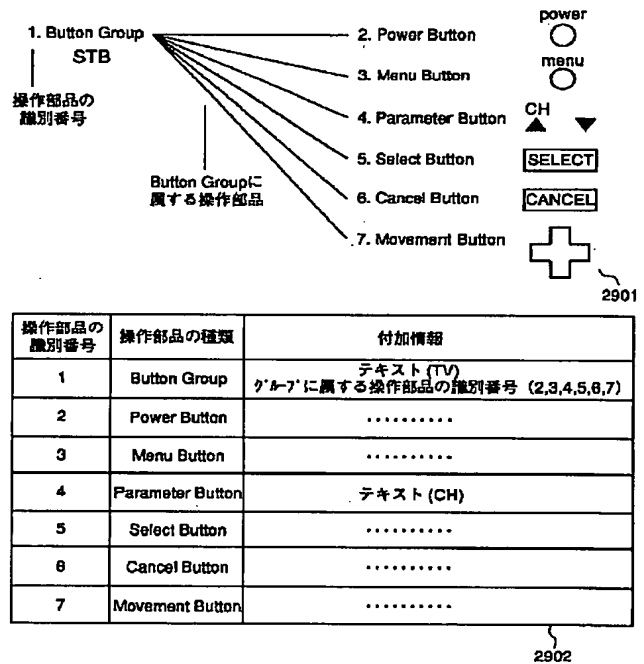 1. Button Group
STB
操作部品の
識別番号
Button Groupに
属する操作部品
2. Power Button
power
3. Menu Button
menu
4. Parameter Button
CH
5. Select Button
SELECT
6. Cancel Button
CANCEL
7. Movement Button
2901
操作部品の
識別番号
操作部品の種類
付加情報
1
Button Group
テキスト (TV)
グループに属する操作部品の識別番号 (2,3,4,5,6,7)
2
Power Button
..........
3
Menu Button
..........
4
Parameter Button
テキスト (CH)
5
Select Button
..........
6
Cancel Button
..........
7
Movement Button
..........
2902